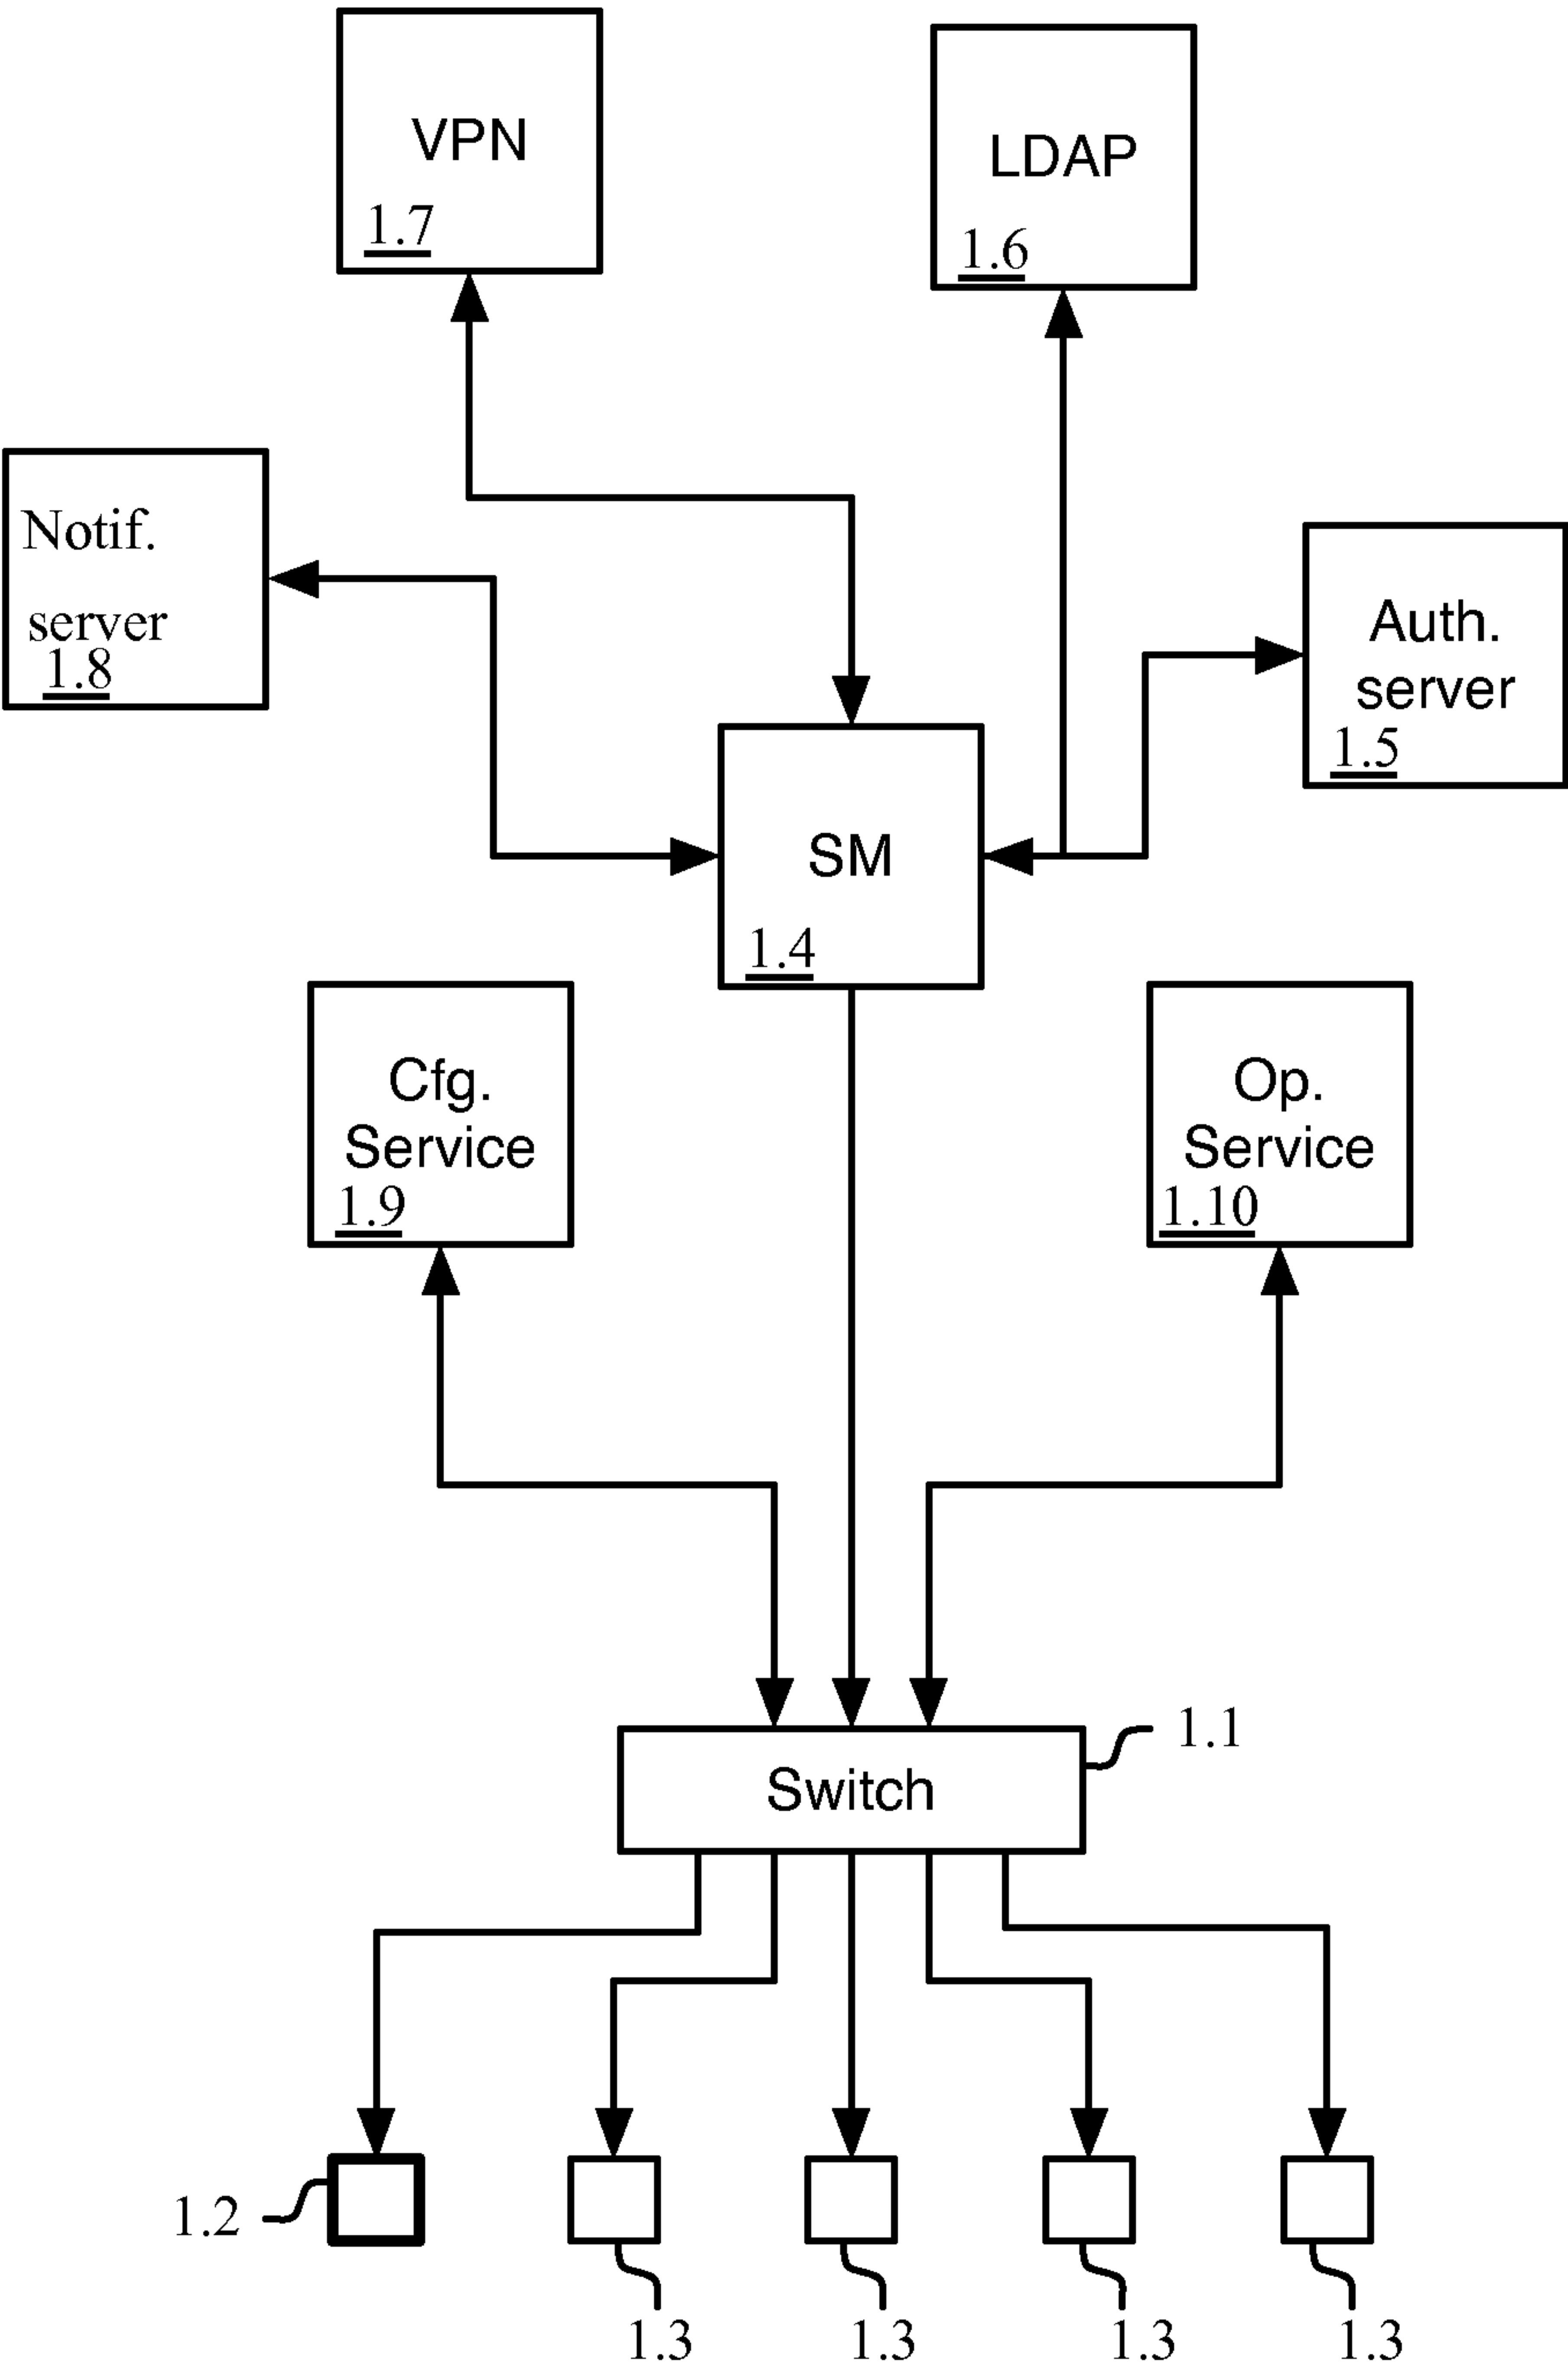 VPN
1.7
LDAP
1.6
Notif.
server
1.8
Auth.
server
1.5
SM
1.4
Cfg.
Service
1.9
Op.
Service
1.10
1.1
Switch
1.2
1.3
1.3
1.3
1.3